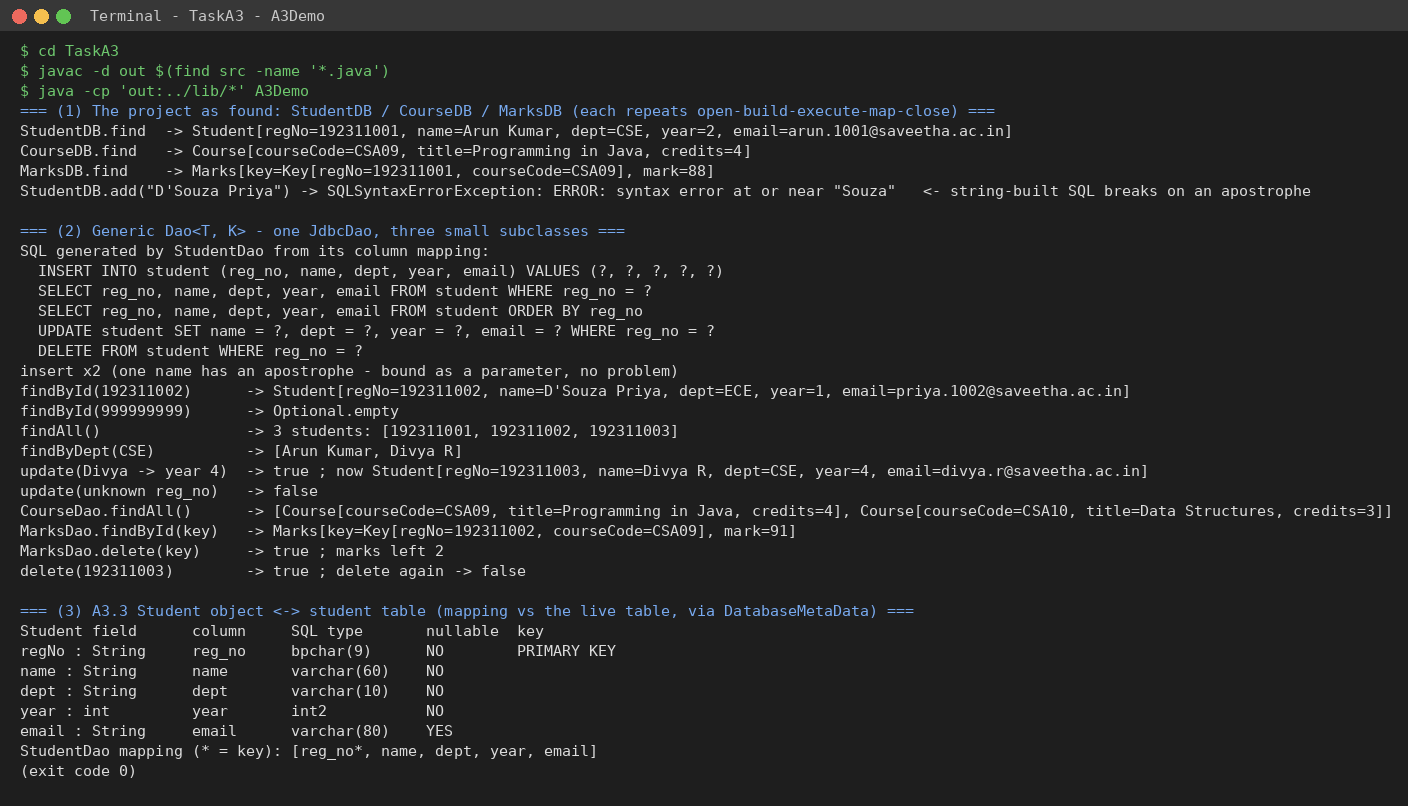 Terminal - TaskA3 - A3Demo
$ cd TaskA3
$ javac -d out $(find src -name '*.java')
$ java -cp 'out:../lib/*' A3Demo
=== (1) The project as found: StudentDB / CourseDB / MarksDB (each repeats open-build-execute-map-close) ===
StudentDB.find  -> Student[regNo=192311001, name=Arun Kumar, dept=CSE, year=2, email=arun.1001@saveetha.ac.in]
CourseDB.find   -> Course[courseCode=CSA09, title=Programming in Java, credits=4]
MarksDB.find    -> Marks[key=Key[regNo=192311001, courseCode=CSA09], mark=88]
StudentDB.add("D'Souza Priya") -> SQLSyntaxErrorException: ERROR: syntax error at or near "Souza"   <- string-built SQL breaks on an apostrophe
=== (2) Generic Dao<T, K> - one JdbcDao, three small subclasses ===
SQL generated by StudentDao from its column mapping:
  INSERT INTO student (reg_no, name, dept, year, email) VALUES (?, ?, ?, ?, ?)
  SELECT reg_no, name, dept, year, email FROM student WHERE reg_no = ?
  SELECT reg_no, name, dept, year, email FROM student ORDER BY reg_no
  UPDATE student SET name = ?, dept = ?, year = ?, email = ? WHERE reg_no = ?
  DELETE FROM student WHERE reg_no = ?
insert x2 (one name has an apostrophe - bound as a parameter, no problem)
findById(192311002)      -> Student[regNo=192311002, name=D'Souza Priya, dept=ECE, year=1, email=priya.1002@saveetha.ac.in]
findById(999999999)      -> Optional.empty
findAll()                -> 3 students: [192311001, 192311002, 192311003]
findByDept(CSE)          -> [Arun Kumar, Divya R]
update(Divya -> year 4)  -> true ; now Student[regNo=192311003, name=Divya R, dept=CSE, year=4, email=divya.r@saveetha.ac.in]
update(unknown reg_no)   -> false
CourseDao.findAll()      -> [Course[courseCode=CSA09, title=Programming in Java, credits=4], Course[courseCode=CSA10, title=Data Structures, credits=3]]
MarksDao.findById(key)   -> Marks[key=Key[regNo=192311002, courseCode=CSA09], mark=91]
MarksDao.delete(key)     -> true ; marks left 2
delete(192311003)        -> true ; delete again -> false
=== (3) A3.3 Student object <-> student table (mapping vs the live table, via DatabaseMetaData) ===
Student field      column     SQL type       nullable  key
regNo : String     reg_no     bpchar(9)      NO        PRIMARY KEY
name : String      name       varchar(60)    NO
dept : String      dept       varchar(10)    NO
year : int         year       int2           NO
email : String     email      varchar(80)    YES
StudentDao mapping (* = key): [reg_no*, name, dept, year, email]
(exit code 0)